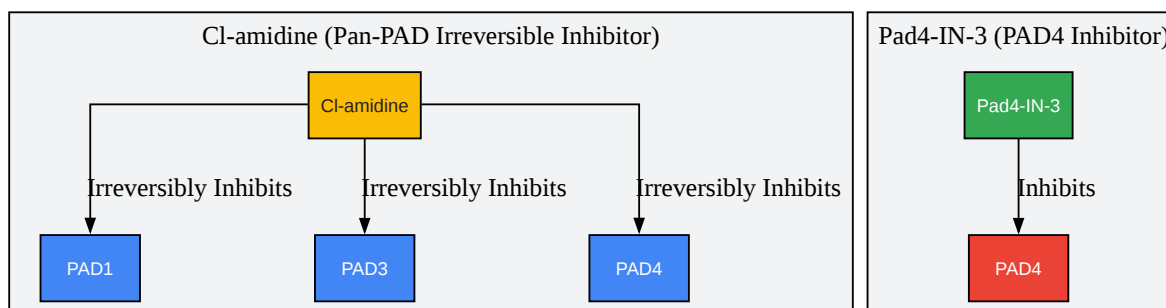 Cl-amidine (Pan-PAD Irreversible Inhibitor)
Cl-amidine
Irreversibly Inhibits
Irreversibly Inhibits
Irreversibly Inhibits
PAD1
PAD3
PAD4
Pad4-IN-3 (PAD4 Inhibitor)
Pad4-IN-3
Inhibits
PAD4